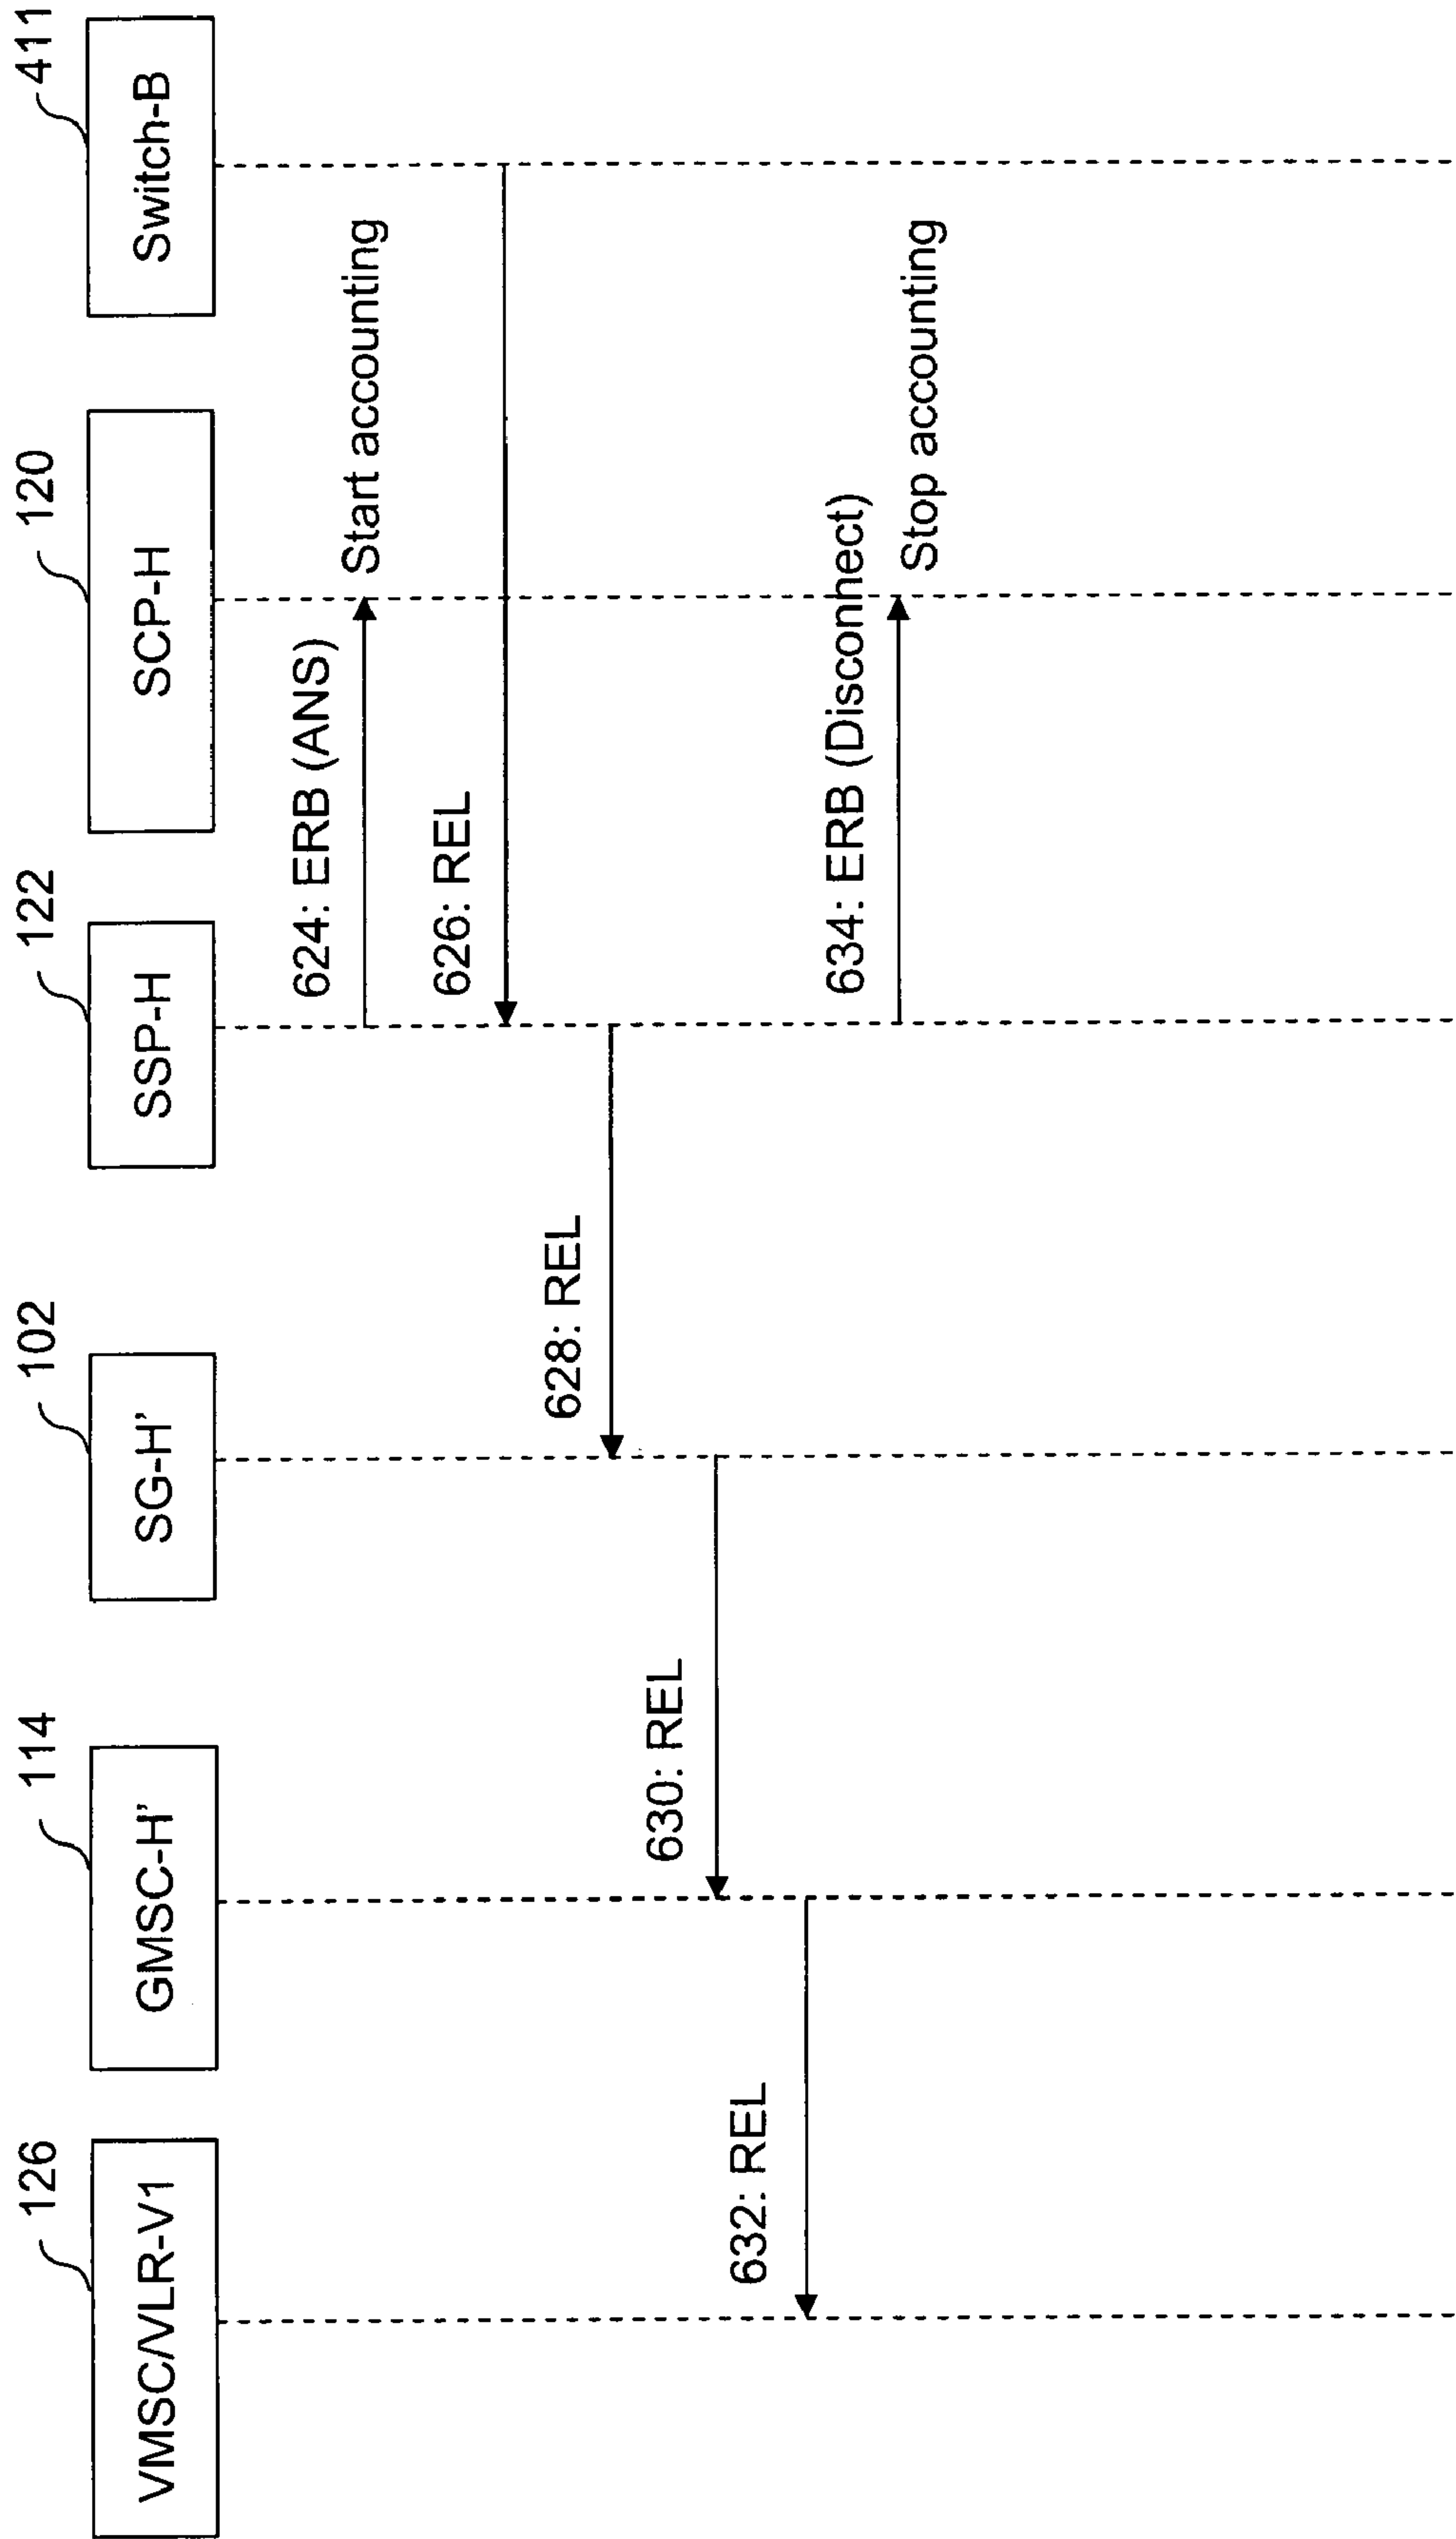 126
114
102
122
120
411
VMSC/VLR-V1
GMSC-H'
SG-H'
SSP-H
SCP-H
Switch-B
624: ERB (ANS)
Start accounting
626: REL
628: REL
630: REL
632: REL
634: ERB (Disconnect)
Stop accounting